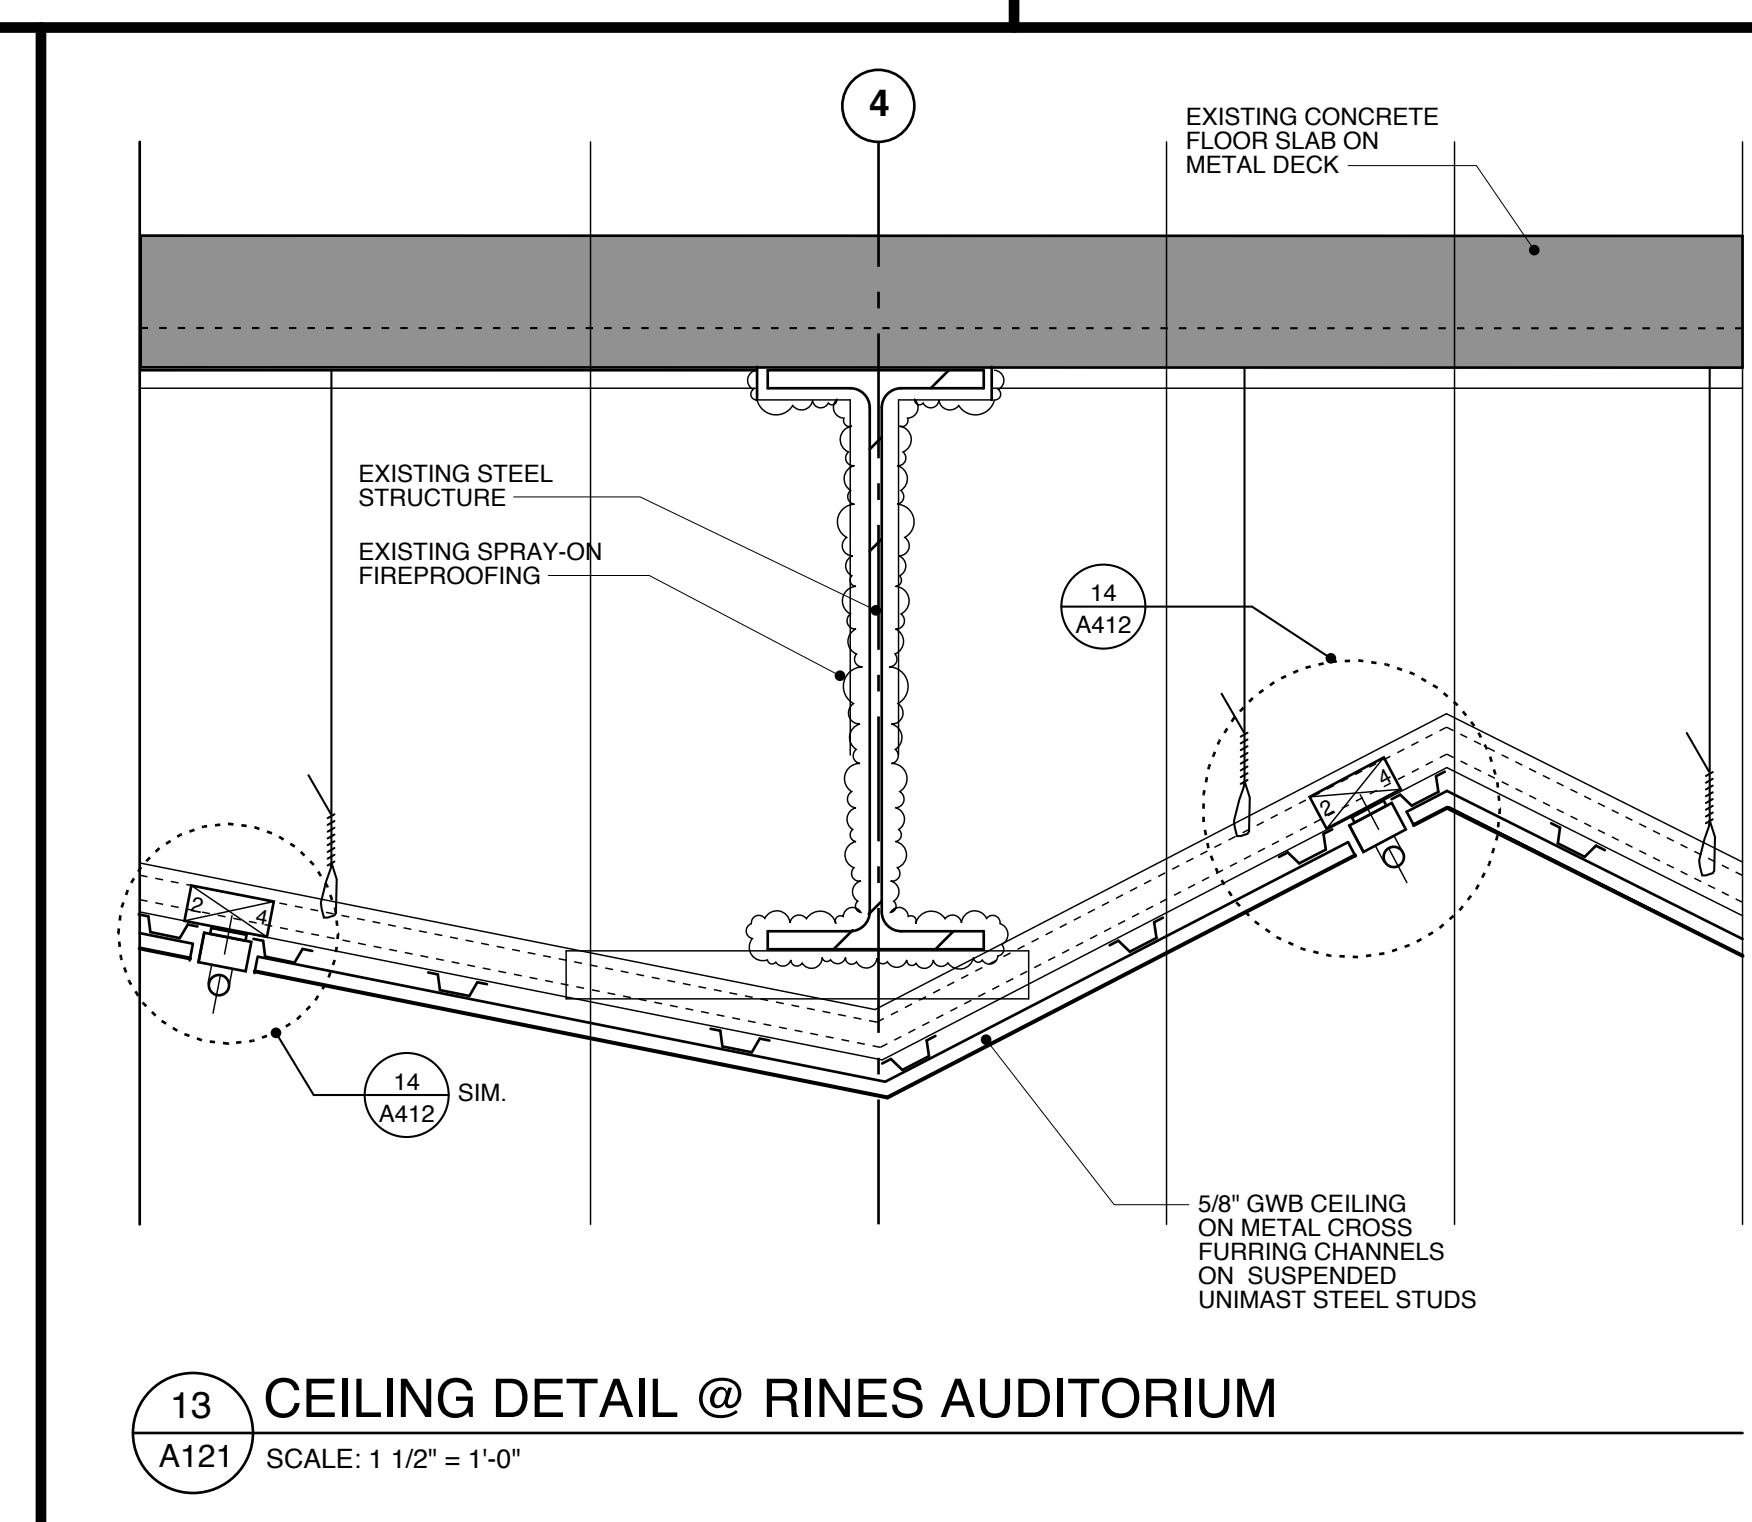 4
EXISTING CONCRETE
FLOOR SLAB ON
METAL DECK
EXISTING STEEL
STRUCTURE
EXISTING SPRAY-ON
FIREPROOFING
14
A412
2
4
2
4
14
A412
SIM.
5/8" GWB CEILING
ON METAL CROSS
FURRING CHANNELS
ON SUSPENDED
UNIMAST STEEL STUDS
13
A121
CEILING DETAIL @ RINES AUDITORIUM
SCALE: 1 1/2" = 1'-0"